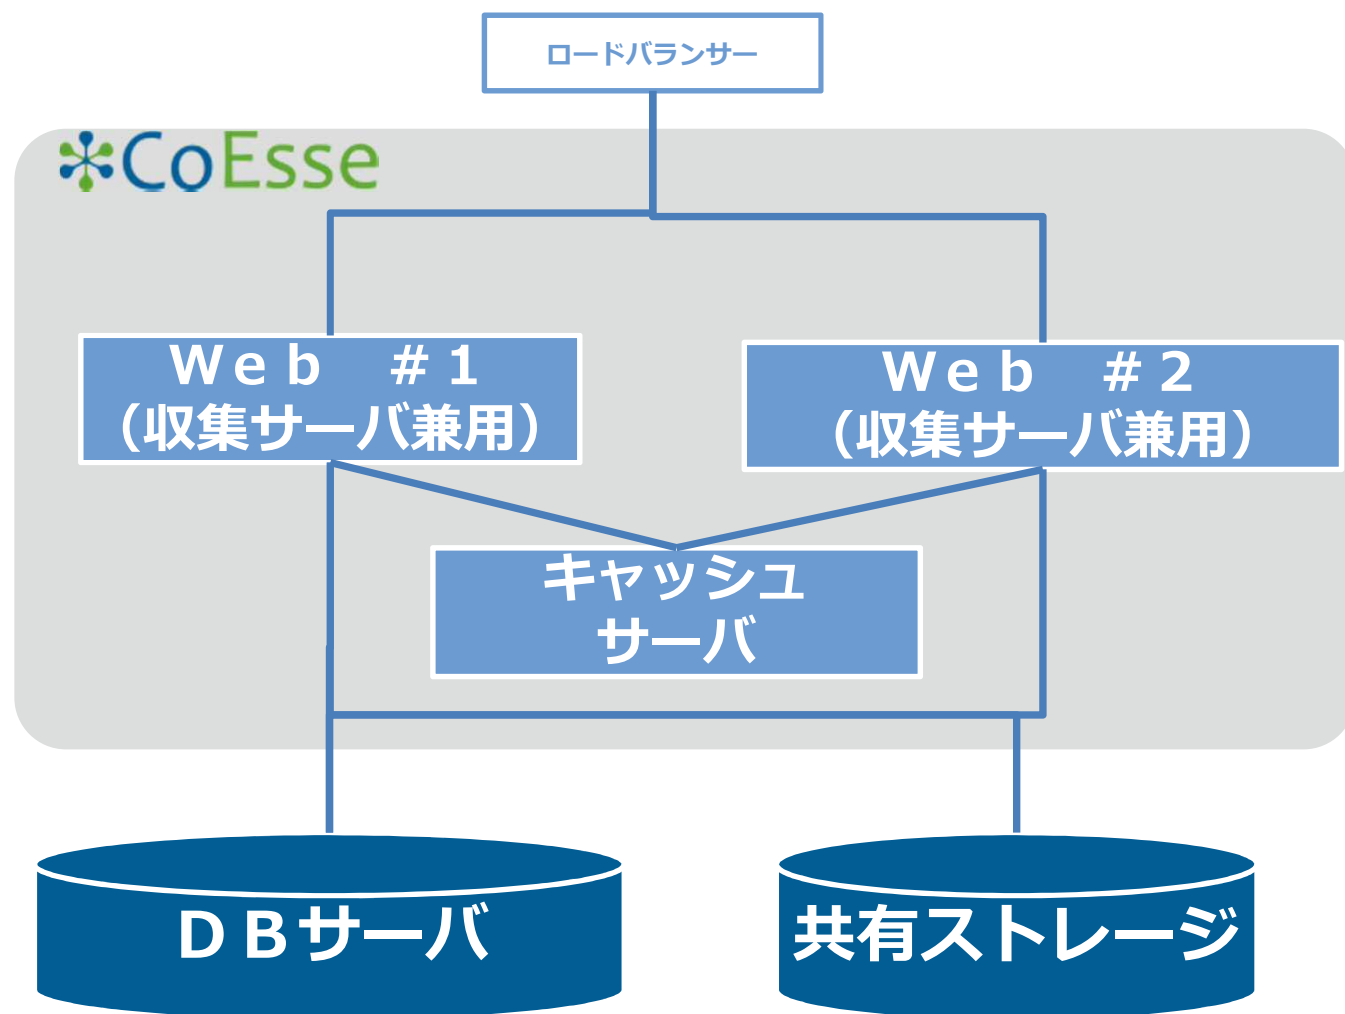 ロードバランサー
CoEsse
Ｗｅｂ　＃１
（収集サーバ兼用）
Ｗｅｂ　＃２
（収集サーバ兼用）
キャッシュ
サーバ
ＤＢサーバ
共有ストレージ